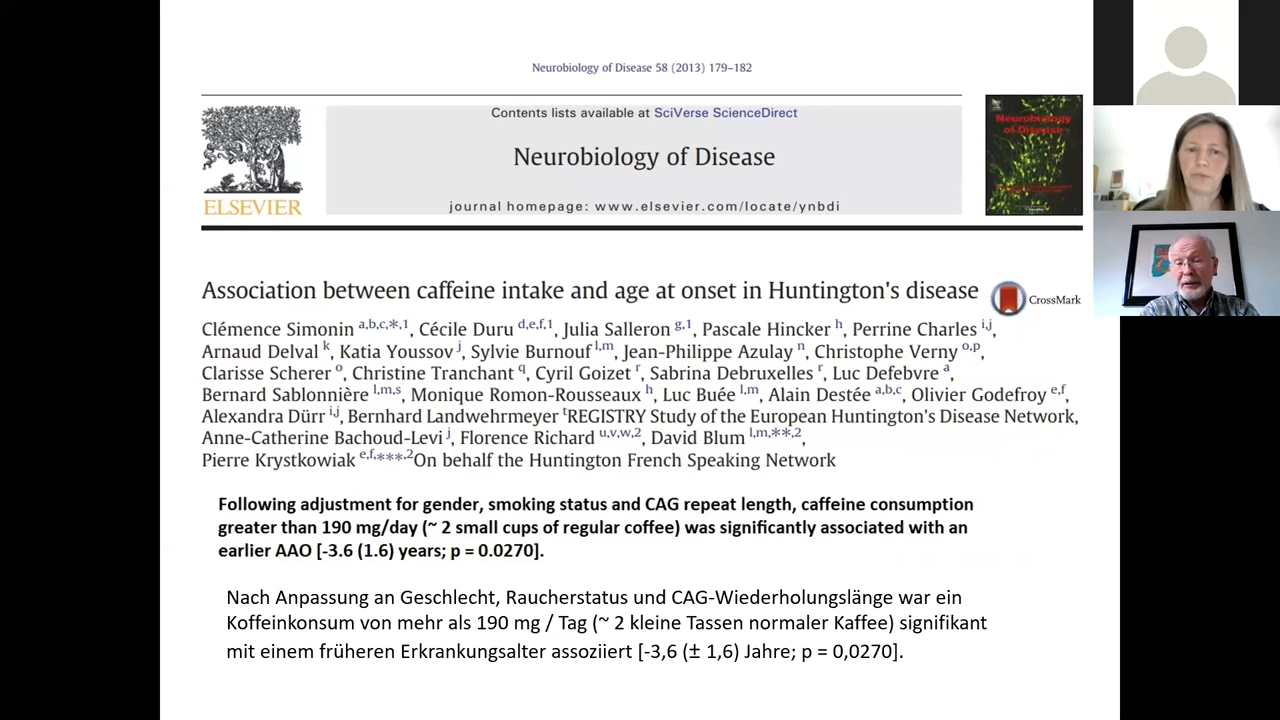 Neurobiology of Disease 58 (2013) 179–182
Contents lists available at SciVerse ScienceDirect
Neurobiology of Disease
journal homepage: www.elsevier.com/locate/ynbdi
ELSEVIER
Neurobiology
of Disease
Association between caffeine intake and age at onset in Huntington's disease
CrossMark
Clémence Simonin a,b,c,*,1, Cécile Duru d,e,f,1, Julia Salleron g,1, Pascale Hincker h, Perrine Charles i,j,
Arnaud Delval k, Katia Youssov j, Sylvie Burnouf l,m, Jean-Philippe Azulay n, Christophe Verny o,p,
Clarisse Scherer o, Christine Tranchant q, Cyril Goizet r, Sabrina Debruxelles r, Luc Defebvre a,
Bernard Sablonnière l,m,s, Monique Romon-Rousseaux h, Luc Buée l,m, Alain Destée a,b,c, Olivier Godefroy e,f,
Alexandra Dürr i,j, Bernhard Landwehrmeyer tREGISTRY Study of the European Huntington's Disease Network,
Anne-Catherine Bachoud-Levi j, Florence Richard u,v,w,2, David Blum l,m,**,2,
Pierre Krystkowiak e,f,***,2On behalf the Huntington French Speaking Network
Following adjustment for gender, smoking status and CAG repeat length, caffeine consumption
greater than 190 mg/day (~ 2 small cups of regular coffee) was significantly associated with an
earlier AAO [-3.6 (1.6) years; p = 0.0270].
Nach Anpassung an Geschlecht, Raucherstatus und CAG-Wiederholungslänge war ein
Koffeinkonsum von mehr als 190 mg / Tag (~ 2 kleine Tassen normaler Kaffee) signifikant
mit einem früheren Erkrankungsalter assoziiert [-3,6 (± 1,6) Jahre; p = 0,0270].